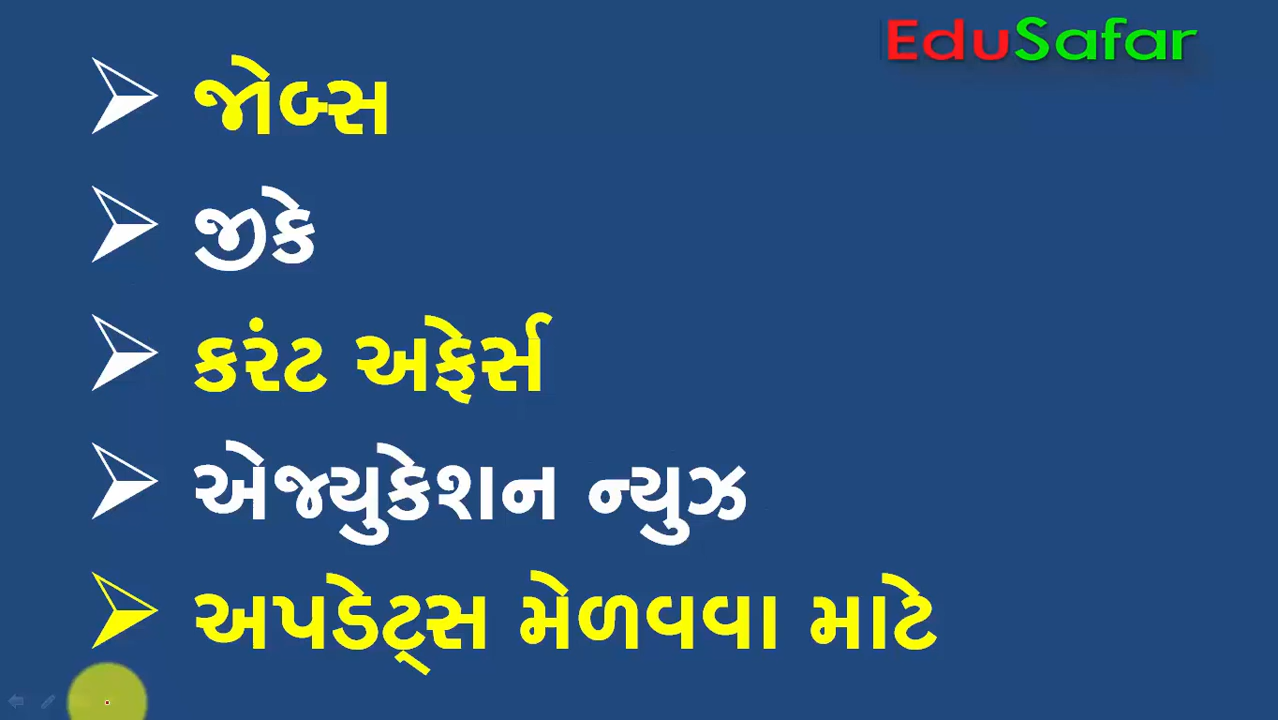 EduSafar
જોબ્સ
જીકે
કરંટ અફેર્સ
એજ્યુકેશન ન્યુઝ
અપડેટ્સ મેળવવા માટે